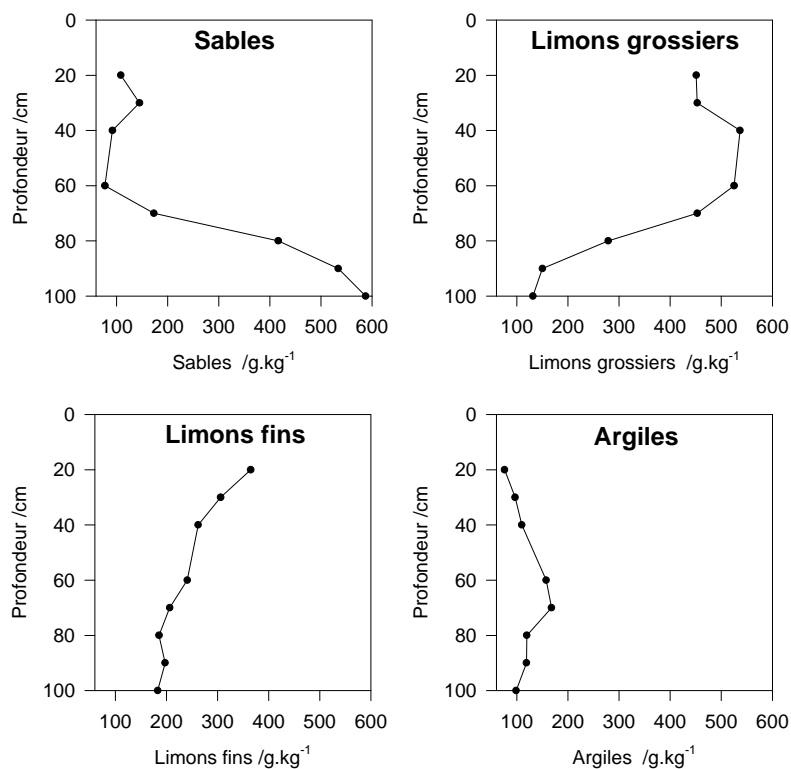 Sables
0
20
40
60
80
100
Profondeur /cm
100 200 300 400 500 600
Sables /g.kg-1
Limons grossiers
0
20
40
60
80
100
Profondeur /cm
100 200 300 400 500 600
Limons grossiers /g.kg-1
Limons fins
0
20
40
60
80
100
Profondeur /cm
100 200 300 400 500 600
Limons fins /g.kg-1
Argiles
0
20
40
60
80
100
Profondeur /cm
100 200 300 400 500 600
Argiles /g.kg-1